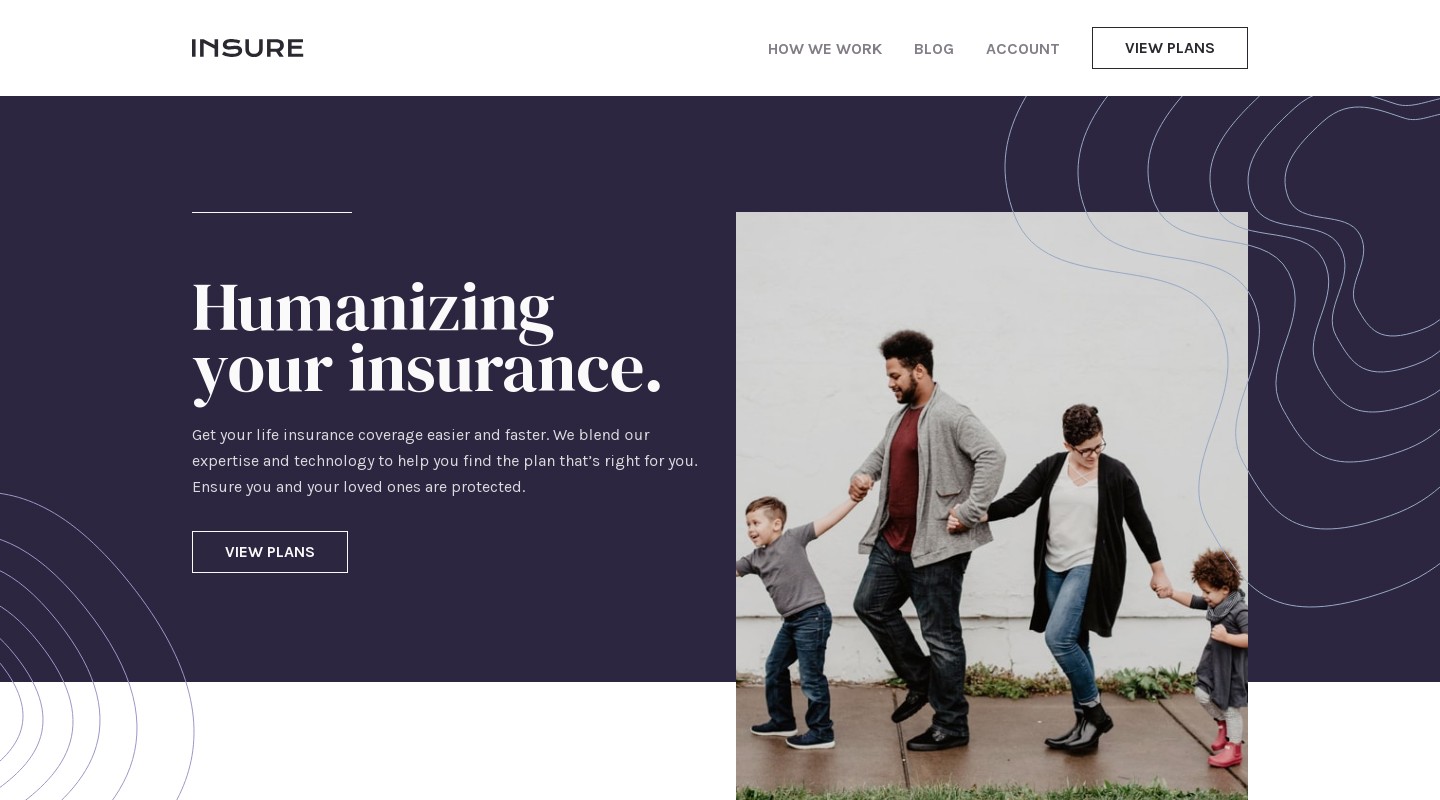 INSURE
HOW WE WORK
BLOG
ACCOUNT
VIEW PLANS
Humanizing
your insurance.
Get your life insurance coverage easier and faster. We blend our
expertise and technology to help you find the plan that’s right for you.
Ensure you and your loved ones are protected.
VIEW PLANS